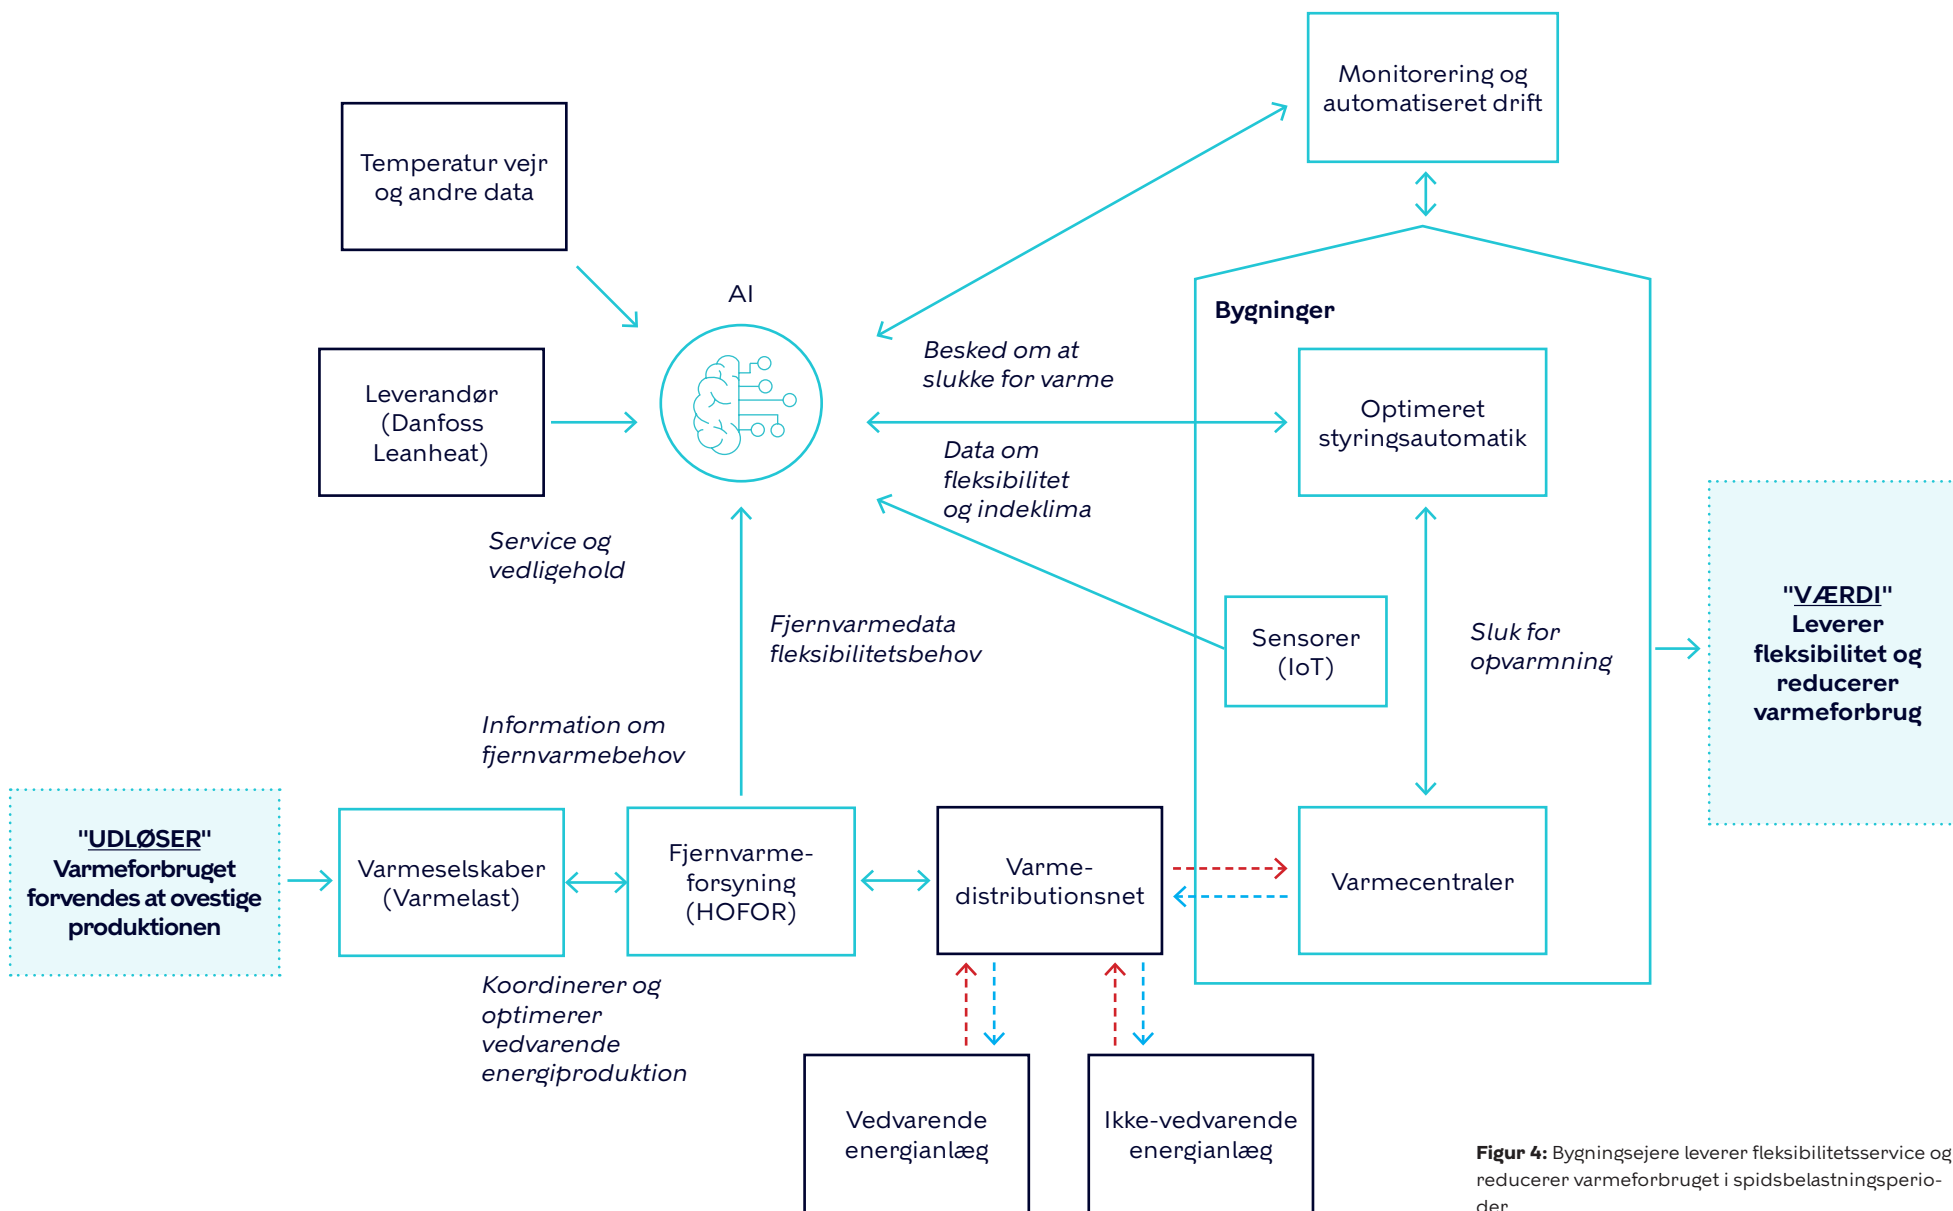 Monitorering og
automatiseret drift
Temperatur vejr
og andre data
AI
Bygninger
Leverandør
(Danfoss
Leanheat)
Besked om at
slukke for varme
Optimeret
styringsautomatik
Data om
fleksibilitet
og indeklima
Service og
vedligehold
Fjernvarmedata
fleksibilitetsbehov
Sensorer
(IoT)
Sluk for
opvarmning
"VÆRDI"
Leverer
fleksibilitet og
reducerer
varmeforbrug
Information om
fjernvarmebehov
"UDLØSER"
Varmeforbruget
forvendes at ovestige
produktionen
Varmeselskaber
(Varmelast)
Fjernvarme-
forsyning
(HOFOR)
Varme-
distributionsnet
Varmecentraler
Koordinerer og
optimerer
vedvarende
energiproduktion
Vedvarende
energianlæg
Ikke-vedvarende
energianlæg
Figur 4: Bygningsejere leverer fleksibilitetsservice og
reducerer varmeforbruget i spidsbelastningsperio-
der